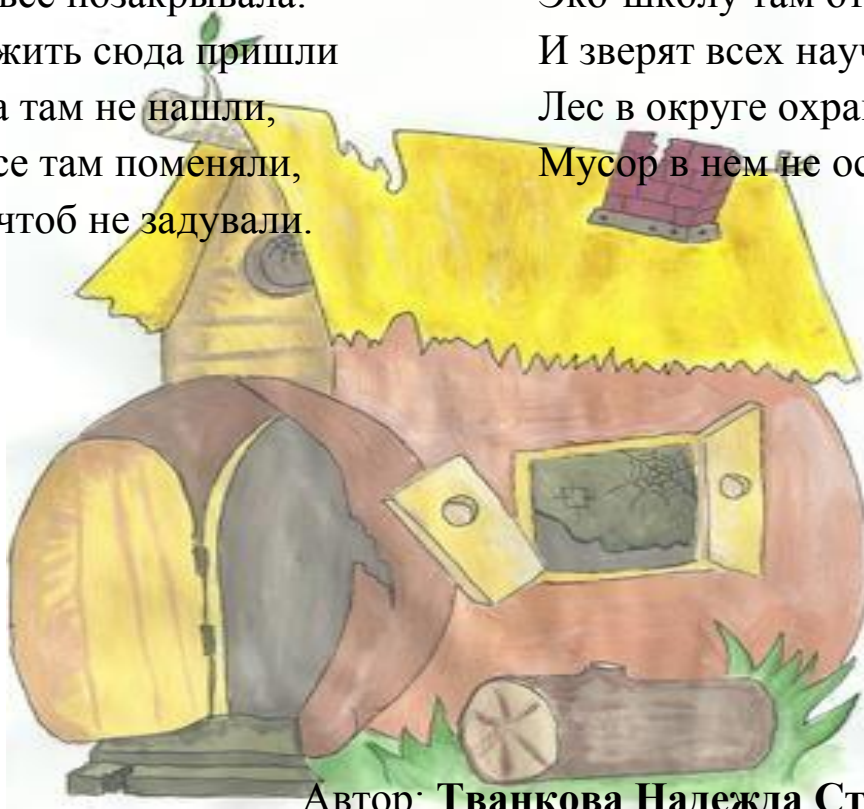 все позакрывала.
жить сюда пришли
а там не нашли,
се там поменяли,
чтоб не задували.
Эко-школу там от
И зверят всех науч
Лес в округе охра
Мусор в нем не ос
Автор: Тванкова Надежда Ст